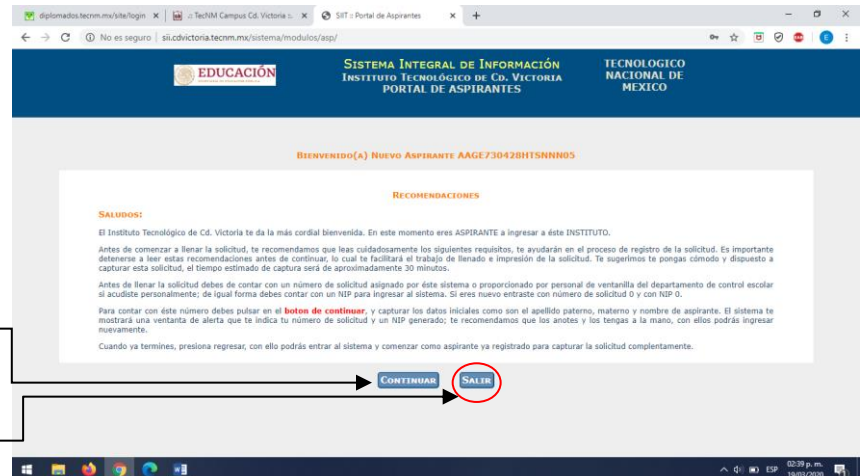 diplomados.tecnm.mx/site/login
.:: TecNM Campus Cd. Victoria ::.
SIIT :: Portal de Aspirantes
No es seguro | sii.cdvictoria.tecnm.mx/sistema/modulos/asp/
EDUCACIÓN
SISTEMA INTEGRAL DE INFORMACIÓN
INSTITUTO TECNOLÓGICO DE CD. VICTORIA
PORTAL DE ASPIRANTES
TECNOLOGICO
NACIONAL DE
MEXICO
BIENVENIDO(A) NUEVO ASPIRANTE AAGE730428HTSNNN05
RECOMENDACIONES
SALUDOS:
El Instituto Tecnológico de Cd. Victoria te da la más cordial bienvenida. En este momento eres ASPIRANTE a ingresar a éste INSTITUTO.
Antes de comenzar a llenar la solicitud, te recomendamos que leas cuidadosamente los siguientes requisitos, te ayudarán en el proceso de registro de la solicitud. Es importante
detenerse a leer estas recomendaciones antes de continuar, lo cual te facilitará el trabajo de llenado e impresión de la solicitud. Te sugerimos te pongas cómodo y dispuesto a
capturar esta solicitud, el tiempo estimado de captura será de aproximadamente 30 minutos.
Antes de llenar la solicitud debes de contar con un número de solicitud asignado por éste sistema o proporcionado por personal de ventanilla del departamento de control escolar
si acudiste personalmente; de igual forma debes contar con un NIP para ingresar al sistema. Si eres nuevo entraste con número de solicitud 0 y con NIP 0.
Para contar con éste número debes pulsar en el boton de continuar, y capturar los datos iniciales como son el apellido paterno, materno y nombre de aspirante. El sistema te
mostrará una ventanta de alerta que te indica tu número de solicitud y un NIP generado; te recomendamos que los anotes y los tengas a la mano, con ellos podrás ingresar
nuevamente.
Cuando ya termines, presiona regresar, con ello podrás entrar al sistema y comenzar como aspirante ya registrado para capturar la solicitud complentamente.
CONTINUAR SALIR
ESP
02:39 p. m.
19/03/2020